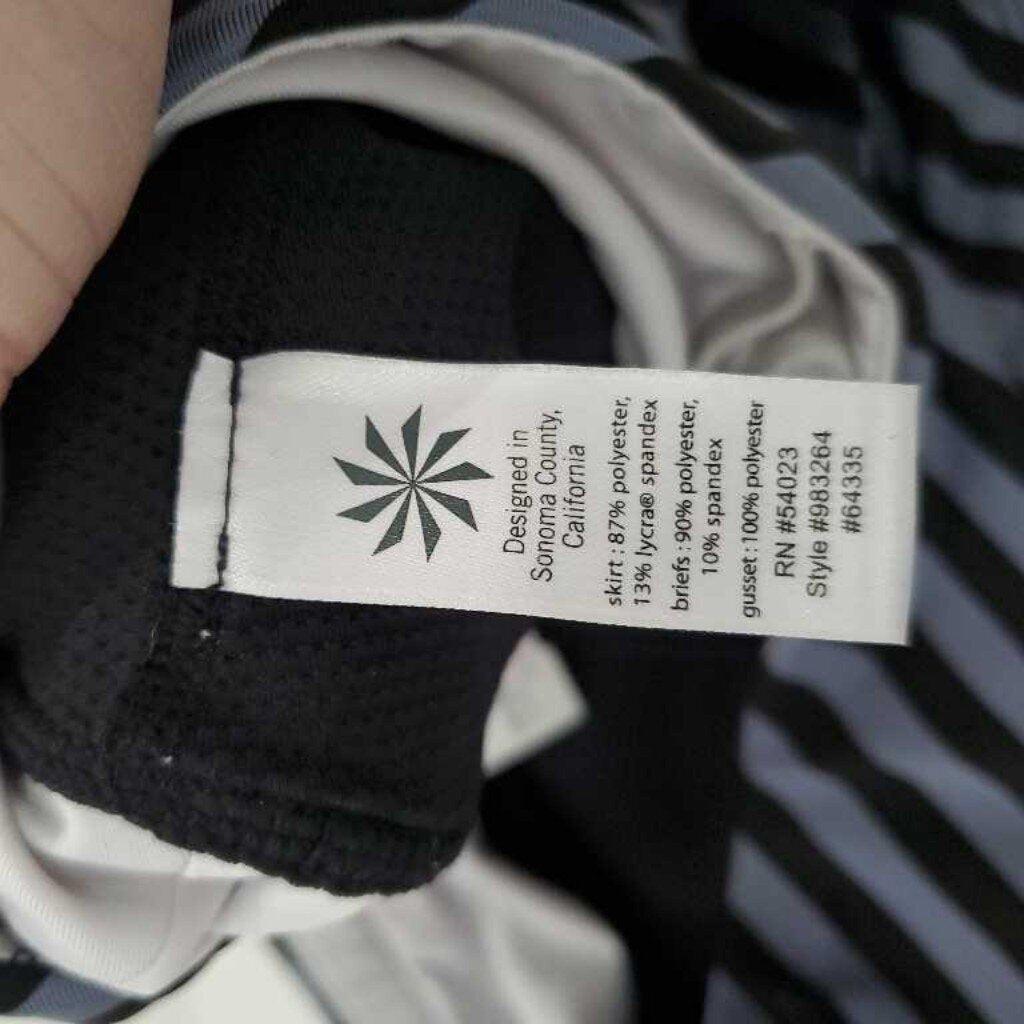 Designed in
Sonoma County,
California
skirt : 87% polyester,
13% lycra® spandex
briefs : 90% polyester,
10% spandex
gusset : 100% polyester
RN #54023
Style #983264
#64335